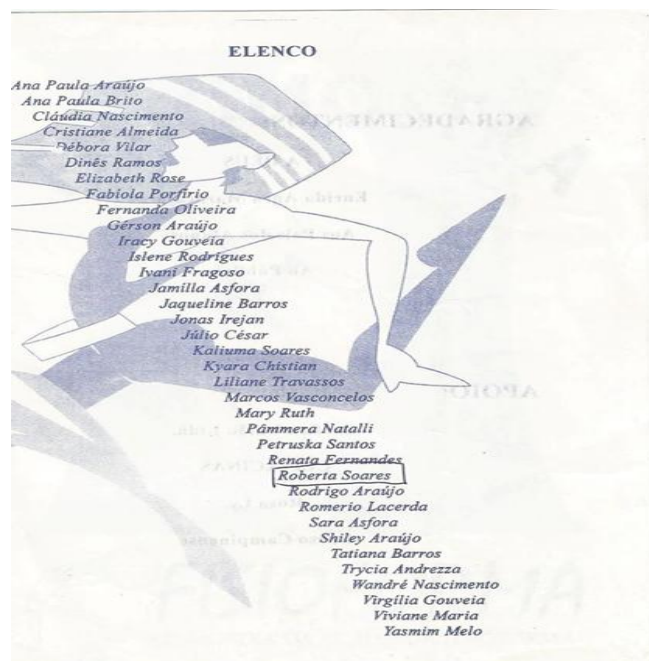 ELENCO
Ana Paula Araújo
Ana Paula Brito
Cláudia Nascimento
Cristiane Almeida
Débora Vilar
Dinês Ramos
Elizabeth Rose
Fabíola Porfírio
Fernanda Oliveira
Gérson Araújo
Iracy Gouveia
Islene Rodrígues
Ivani Fragoso
Jamilla Asfora
Jaqueline Barros
Jonas Irejan
Júlio César
Kaliuma Soares
Kyara Chistian
Liliane Travassos
Marcos Vasconcelos
Mary Ruth
Pâmmera Natalli
Petruska Santos
Renata Fernandes
Roberta Soares
Rodrigo Araújo
Romerio Lacerda
Sara Asfora
Shiley Araújo
Tatiana Barros
Trycia Andrezza
Wandré Nascimento
Virgília Gouveia
Viviane Maria
Yasmim Melo
AGRADECIMENTOS
APOIO